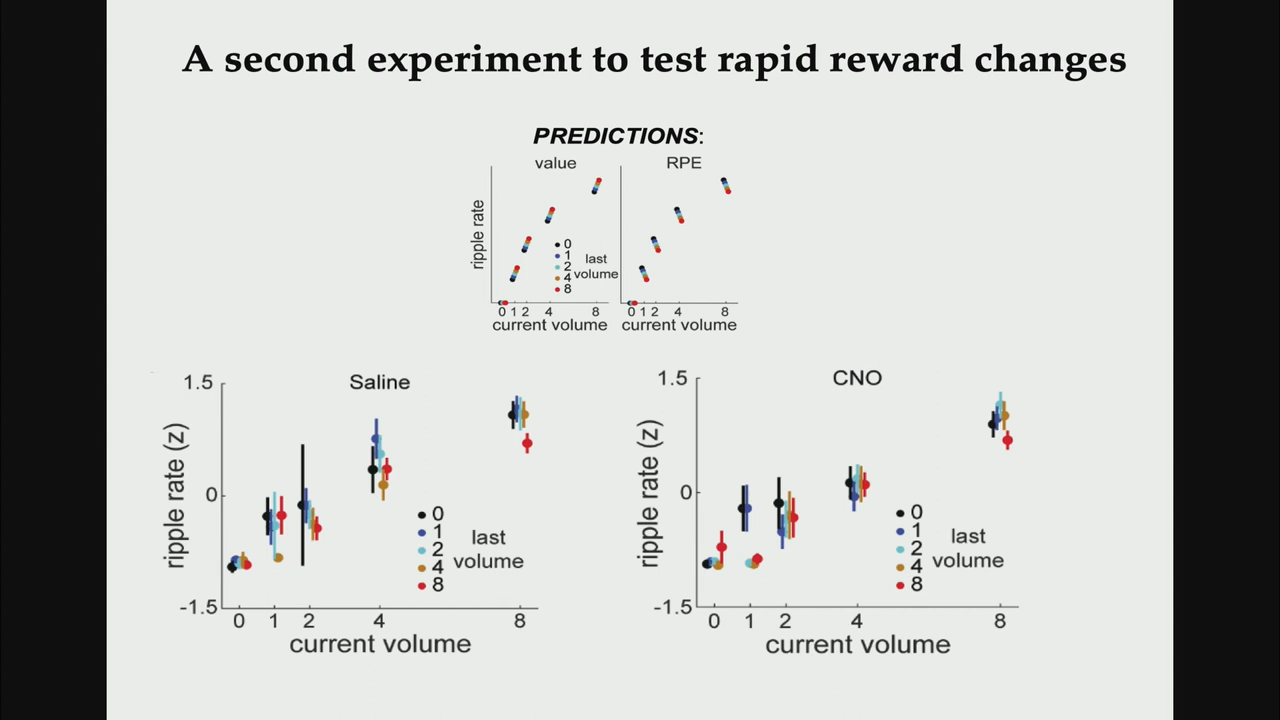 A second experiment to test rapid reward changes
PREDICTIONS:
value
RPE
ripple rate
0
1
2
4
8
last
volume
0 1 2 4 8
0 1 2 4 8
current volume
current volume
Saline
1.5
0
-1.5
ripple rate (z)
0
1
2
4
8
last
volume
0 1 2 4 8
current volume
CNO
1.5
0
-1.5
ripple rate (z)
0
1
2
4
8
last
volume
0 1 2 4 8
current volume